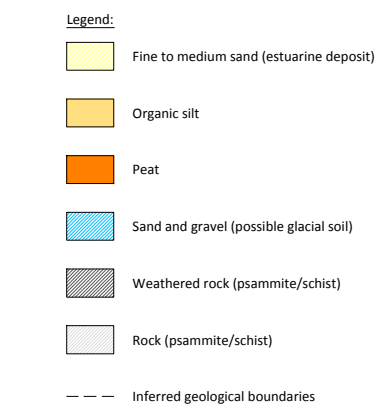 Legend:
Fine to medium sand (estuarine deposit)
Organic silt
Peat
Sand and gravel (possible glacial soil)
Weathered rock (psammite/schist)
Rock (psammite/schist)
Inferred geological boundaries